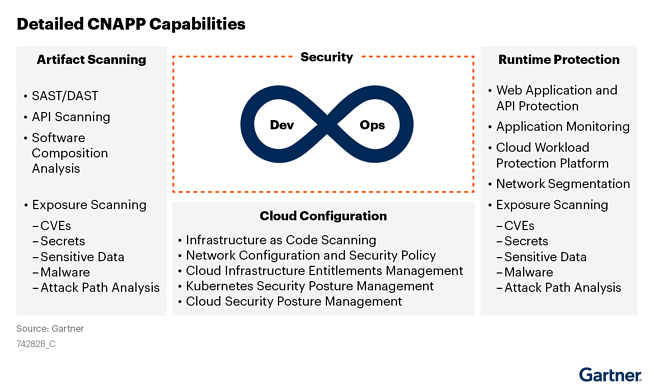 Detailed CNAPP Capabilities
Artifact Scanning
• SAST/DAST
• API Scanning
• Software
Composition
Analysis
• Exposure Scanning
– CVEs
– Secrets
– Sensitive Data
– Malware
– Attack Path Analysis
Security
Dev
Ops
Cloud Configuration
• Infrastructure as Code Scanning
• Network Configuration and Security Policy
• Cloud Infrastructure Entitlements Management
• Kubernetes Security Posture Management
• Cloud Security Posture Management
Runtime Protection
• Web Application and
API Protection
• Application Monitoring
• Cloud Workload
Protection Platform
• Network Segmentation
• Exposure Scanning
– CVEs
– Secrets
– Sensitive Data
– Malware
– Attack Path Analysis
Source: Gartner
742828_C
Gartner